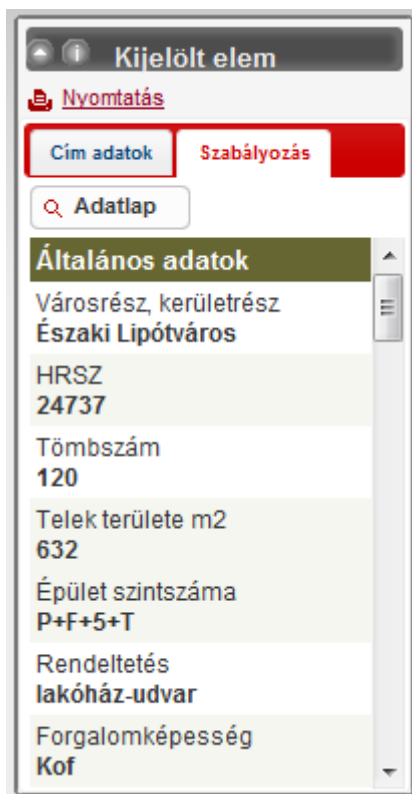 Kijelölt elem
Nyomtatás
Cím adatok Szabályozás
Adatlap
Általános adatok
Városrész, kerületrész
Északi Lipótváros
HRSZ
24737
Tömbszám
120
Telek területe m2
632
Épület szintszáma
P+F+5+T
Rendeltetés
lakóház-udvar
Forgalomképesség
Kof